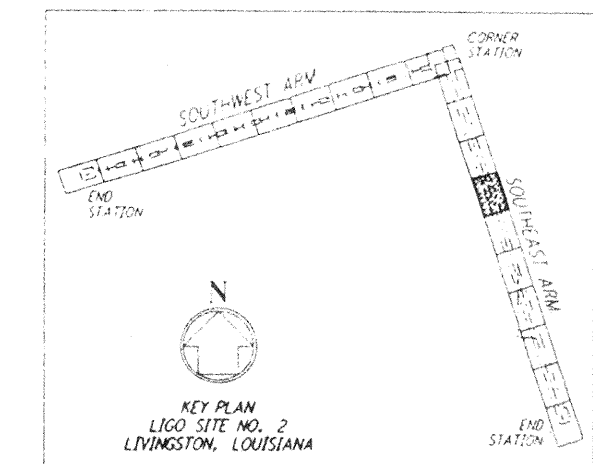 CORNER
STATION
SOUTHWEST ARM
END
STATION
SOUTHEAST ARM
N
KEY PLAN
LIGO SITE NO. 2
LIVINGSTON, LOUISIANA
END
STATION